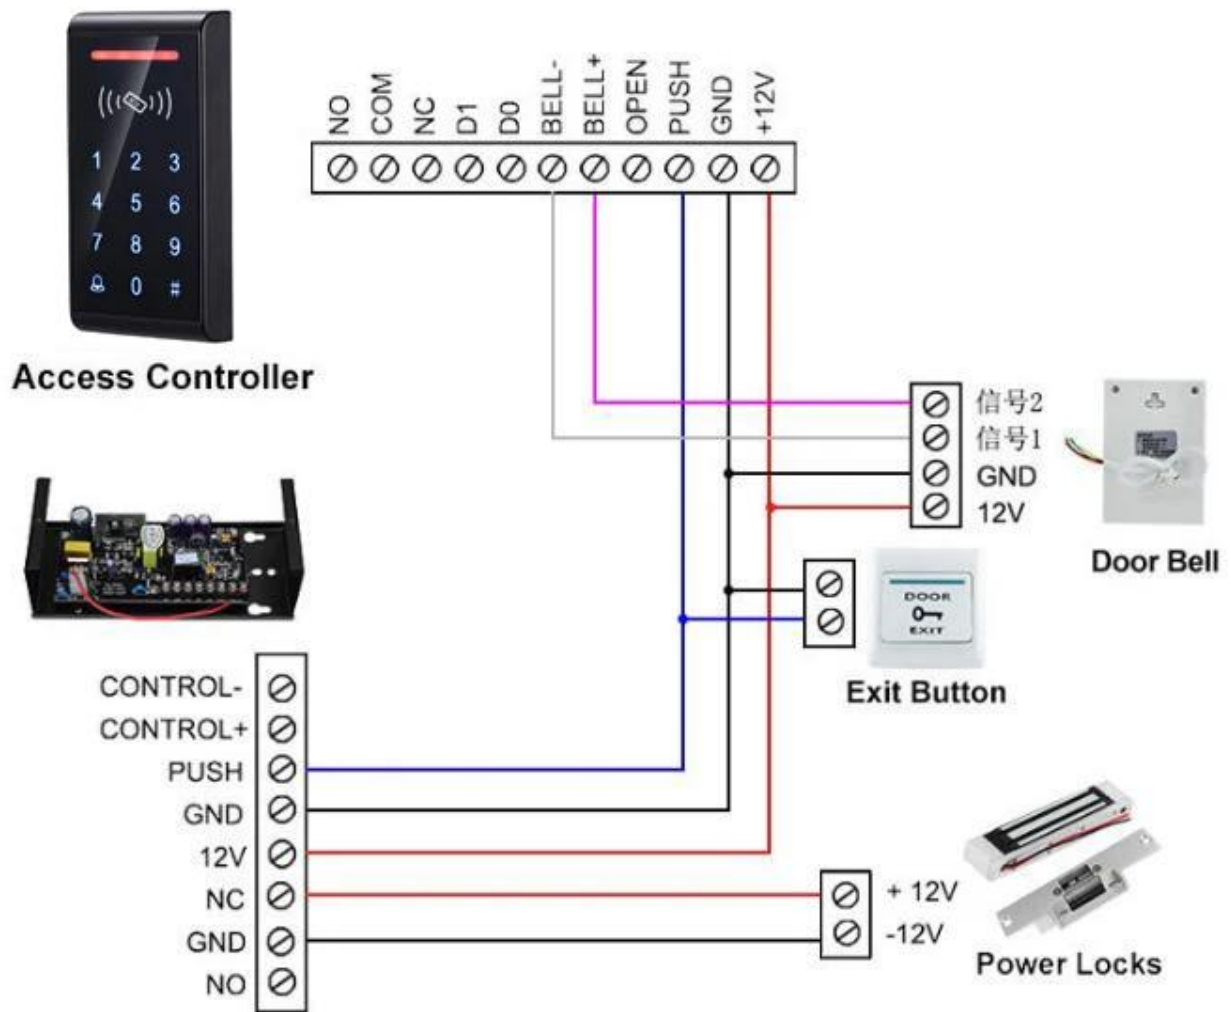 NO
COM
NC
D1
D0
BELL-
BELL+
OPEN
PUSH
GND
+12V
1 2 3
4 5 6
7 8 9
0 #
Access Controller
信号2
信号1
GND
12V
Door Bell
DOOR
EXIT
Exit Button
CONTROL-
CONTROL+
PUSH
GND
12V
NC
GND
NO
+ 12V
-12V
Power Locks